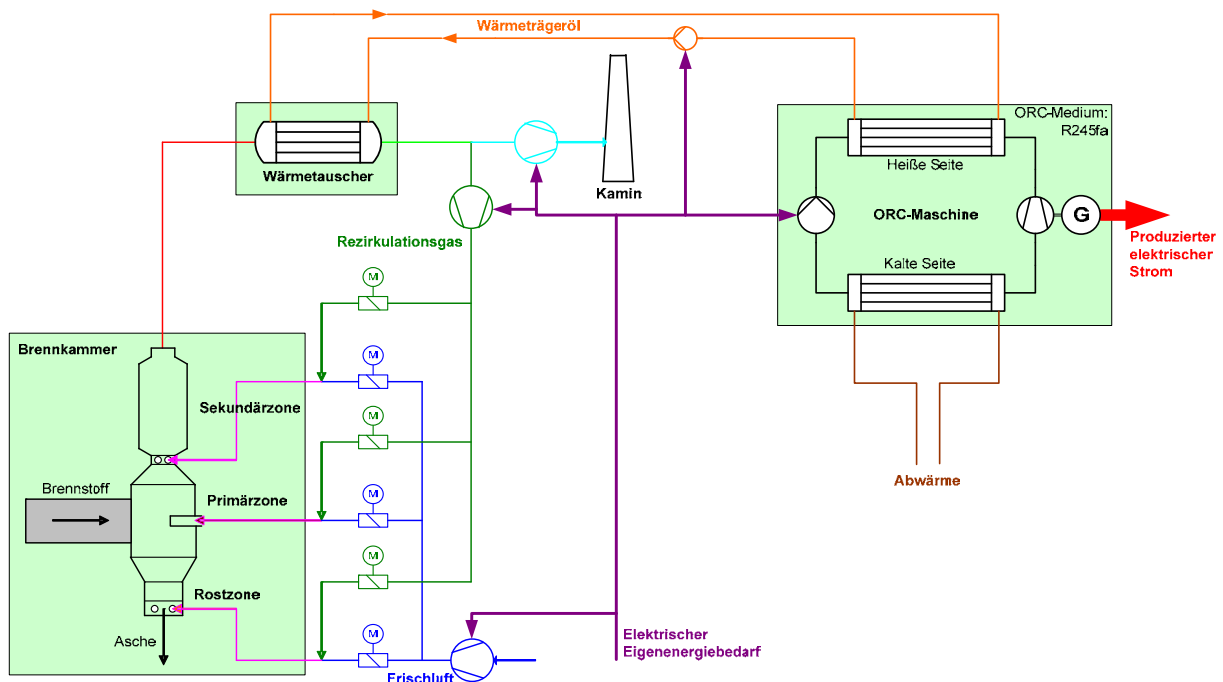 Wärmeträgeröl
ORC-Medium:
R245fa
Wärmetauscher
Kamin
Heiße Seite
ORC-Maschine
G
Rezirkulationsgas
Produzierter
elektrischer
Strom
Kalte Seite
M
Brennkammer
M
Sekundärzone
M
Abwärme
Brennstoff
Primärzone
M
M
Rostzone
Asche
M
Elektrischer
Eigenenergiebedarf
Frischluft